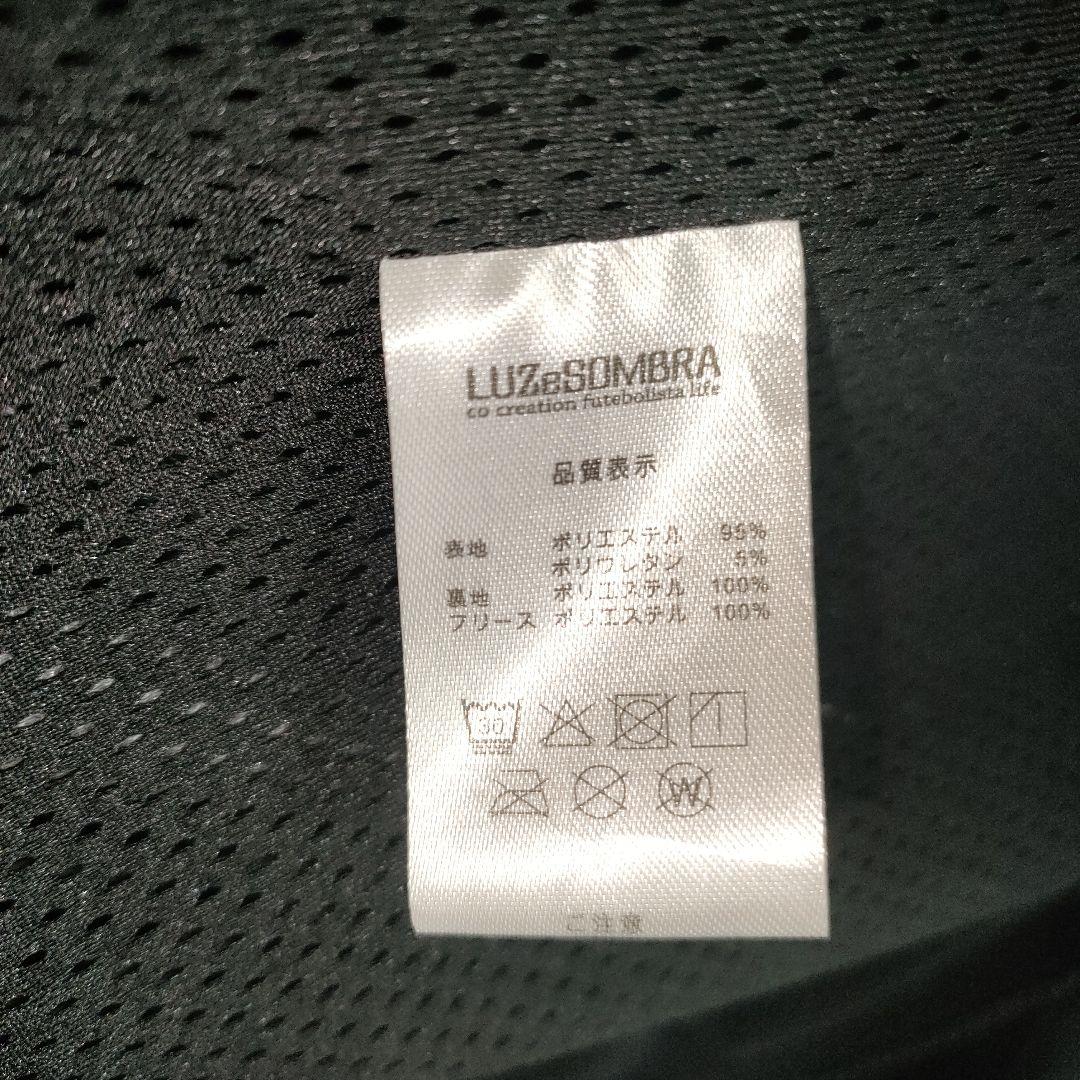 LUZeSOMBRA
co creation futebolista life
品質表示
表地 ポリエステル 95%
ポリウレタン 5%
裏地 ポリエステル 100%
フリース ポリエステル 100%
30
W
ご注意